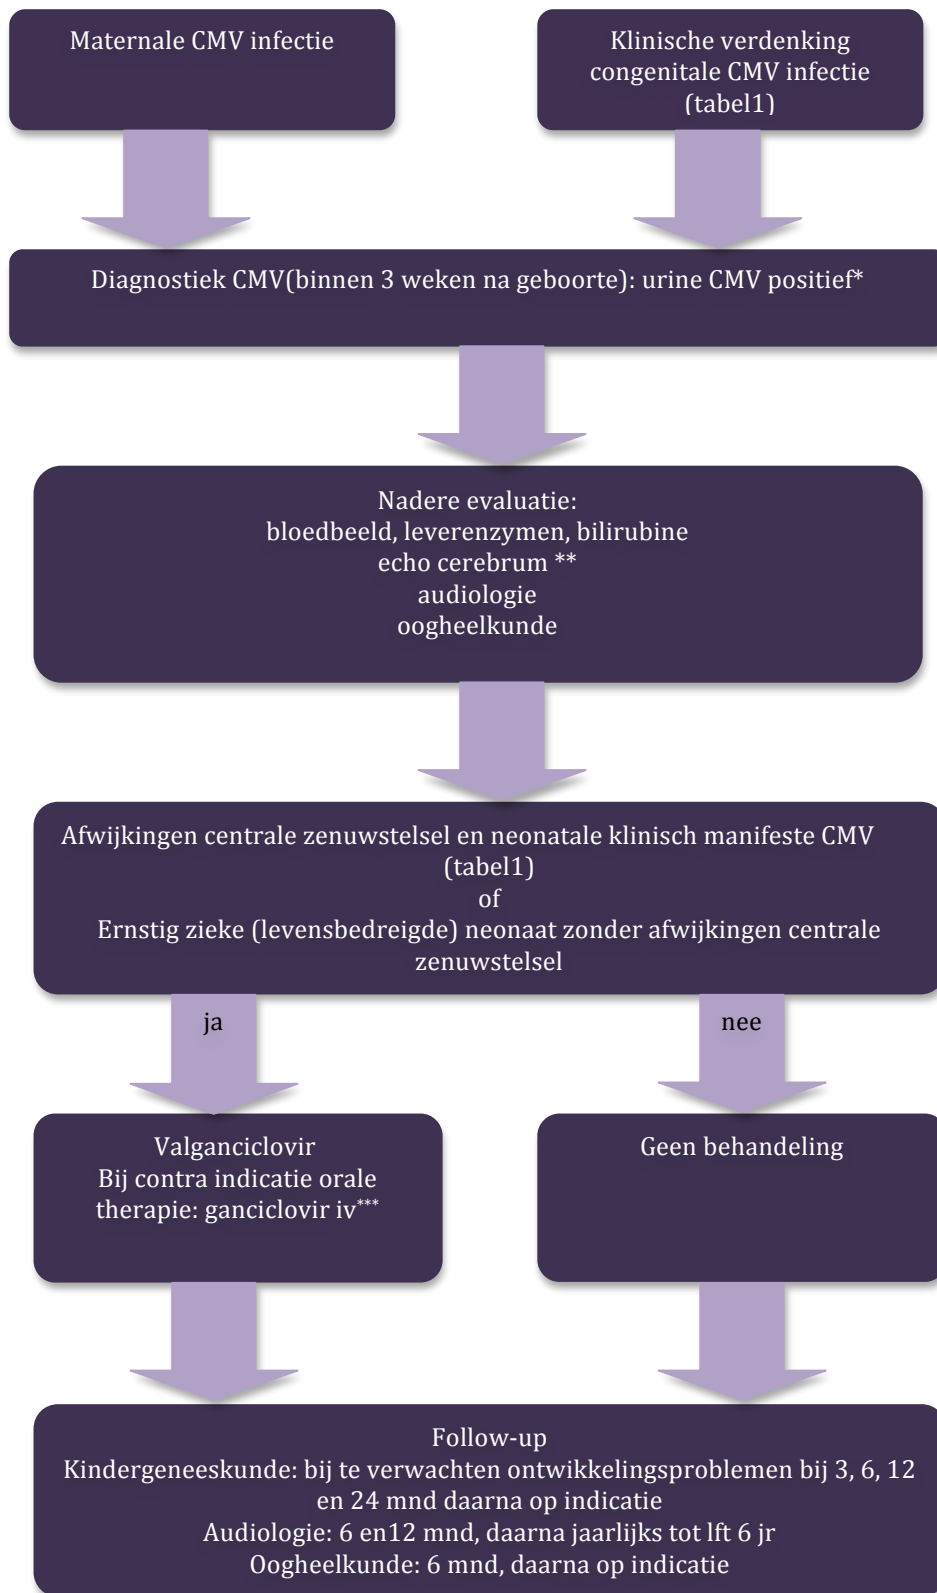 Maternale CMV infectie
Klinische verdenking
congenitale CMV infectie
(tabel1)
Diagnostiek CMV(binnen 3 weken na geboorte): urine CMV positief*
Nadere evaluatie:
bloedbeeld, leverenzymen, bilirubine
echo cerebrum **
audiologie
oogheelkunde
Afwijkingen centrale zenuwstelsel en neonatale klinisch manifeste CMV
(tabel1)
of
Ernstig zieke (levensbedreigde) neonaat zonder afwijkingen centrale
zenuwstelsel
ja
nee
Valganciclovir
Bij contra indicatie orale
therapie: ganciclovir iv***
Geen behandeling
Follow-up
Kindergeneeskunde: bij te verwachten ontwikkelingsproblemen bij 3, 6, 12
en 24 mnd daarna op indicatie
Audiologie: 6 en12 mnd, daarna jaarlijks tot lft 6 jr
Oogheelkunde: 6 mnd, daarna op indicatie